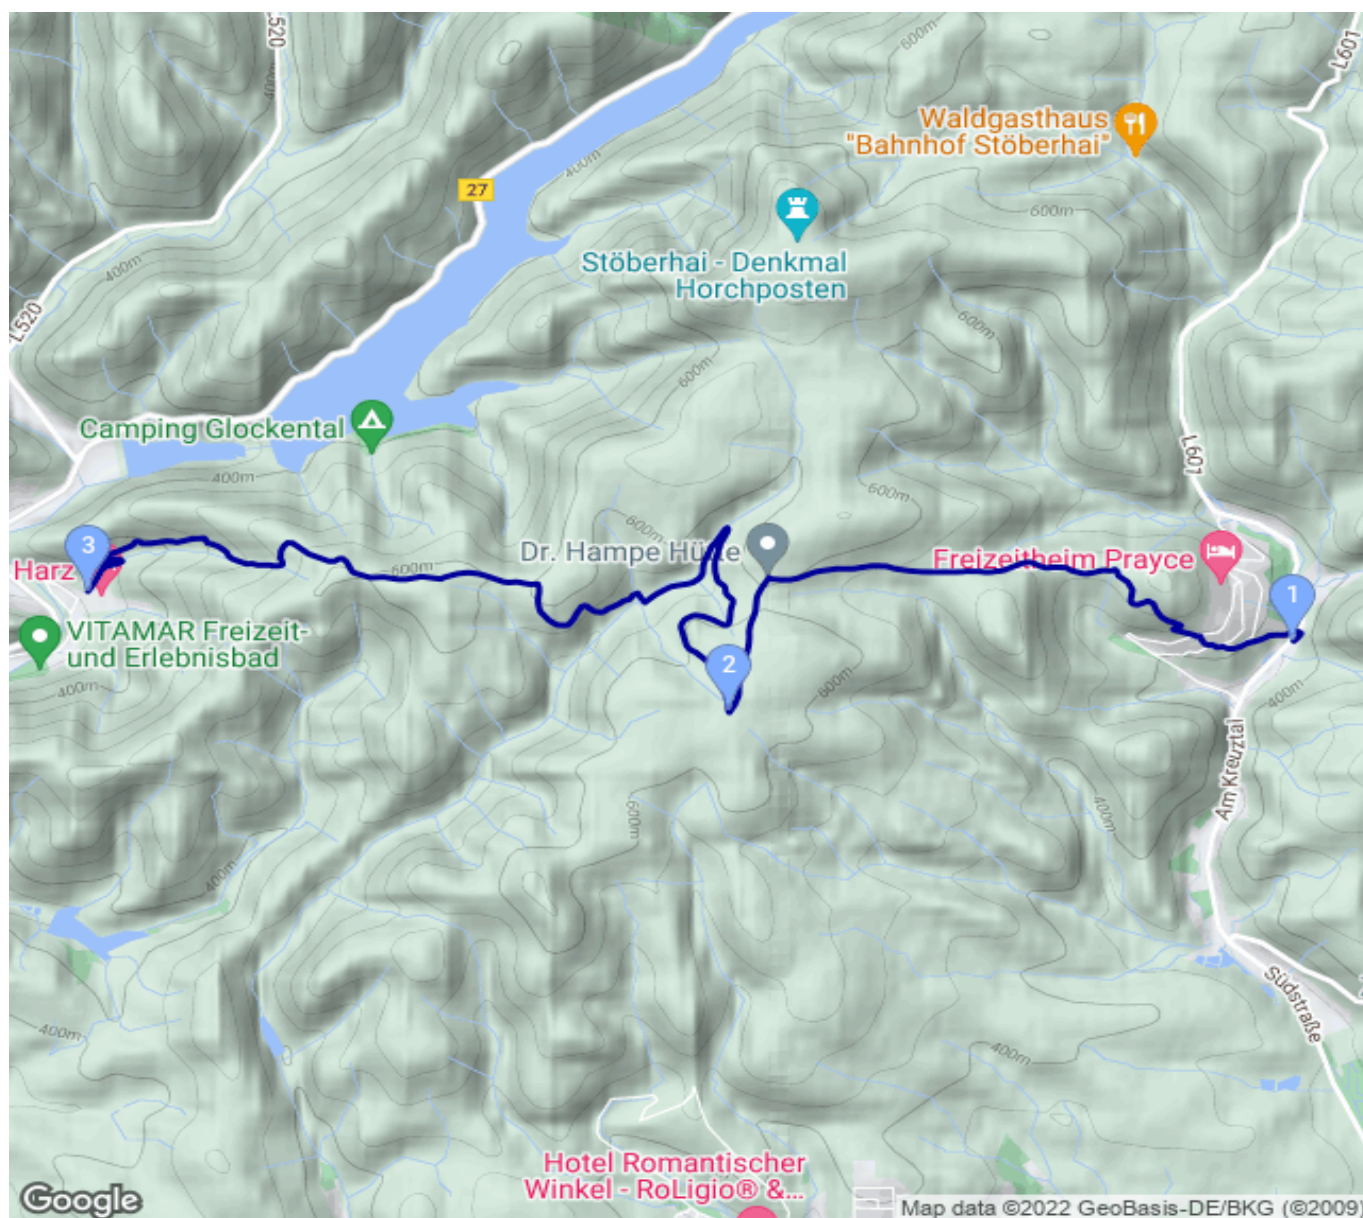 L520
600m
L601
400m
Waldgasthaus
"Bahnhof Stöberhai"
400m
27
600m
Stöberhai - Denkmal
Horchposten
400m
L520
600m
600m
Camping Glockental
L601
400m
600m
600m
Dr. Hampe Hütte
Freizeitheim Prayce
3
Harz
600m
1
VITAMAR Freizeit-
und Erlebnisbad
2
400m
600m
400m
Am Kreuztal
400m
600m
400m
Südstraße
400m
400m
Hotel Romantischer
Winkel - RoLigio® &...
Google
Map data ©2022 GeoBasis-DE/BKG (©2009)